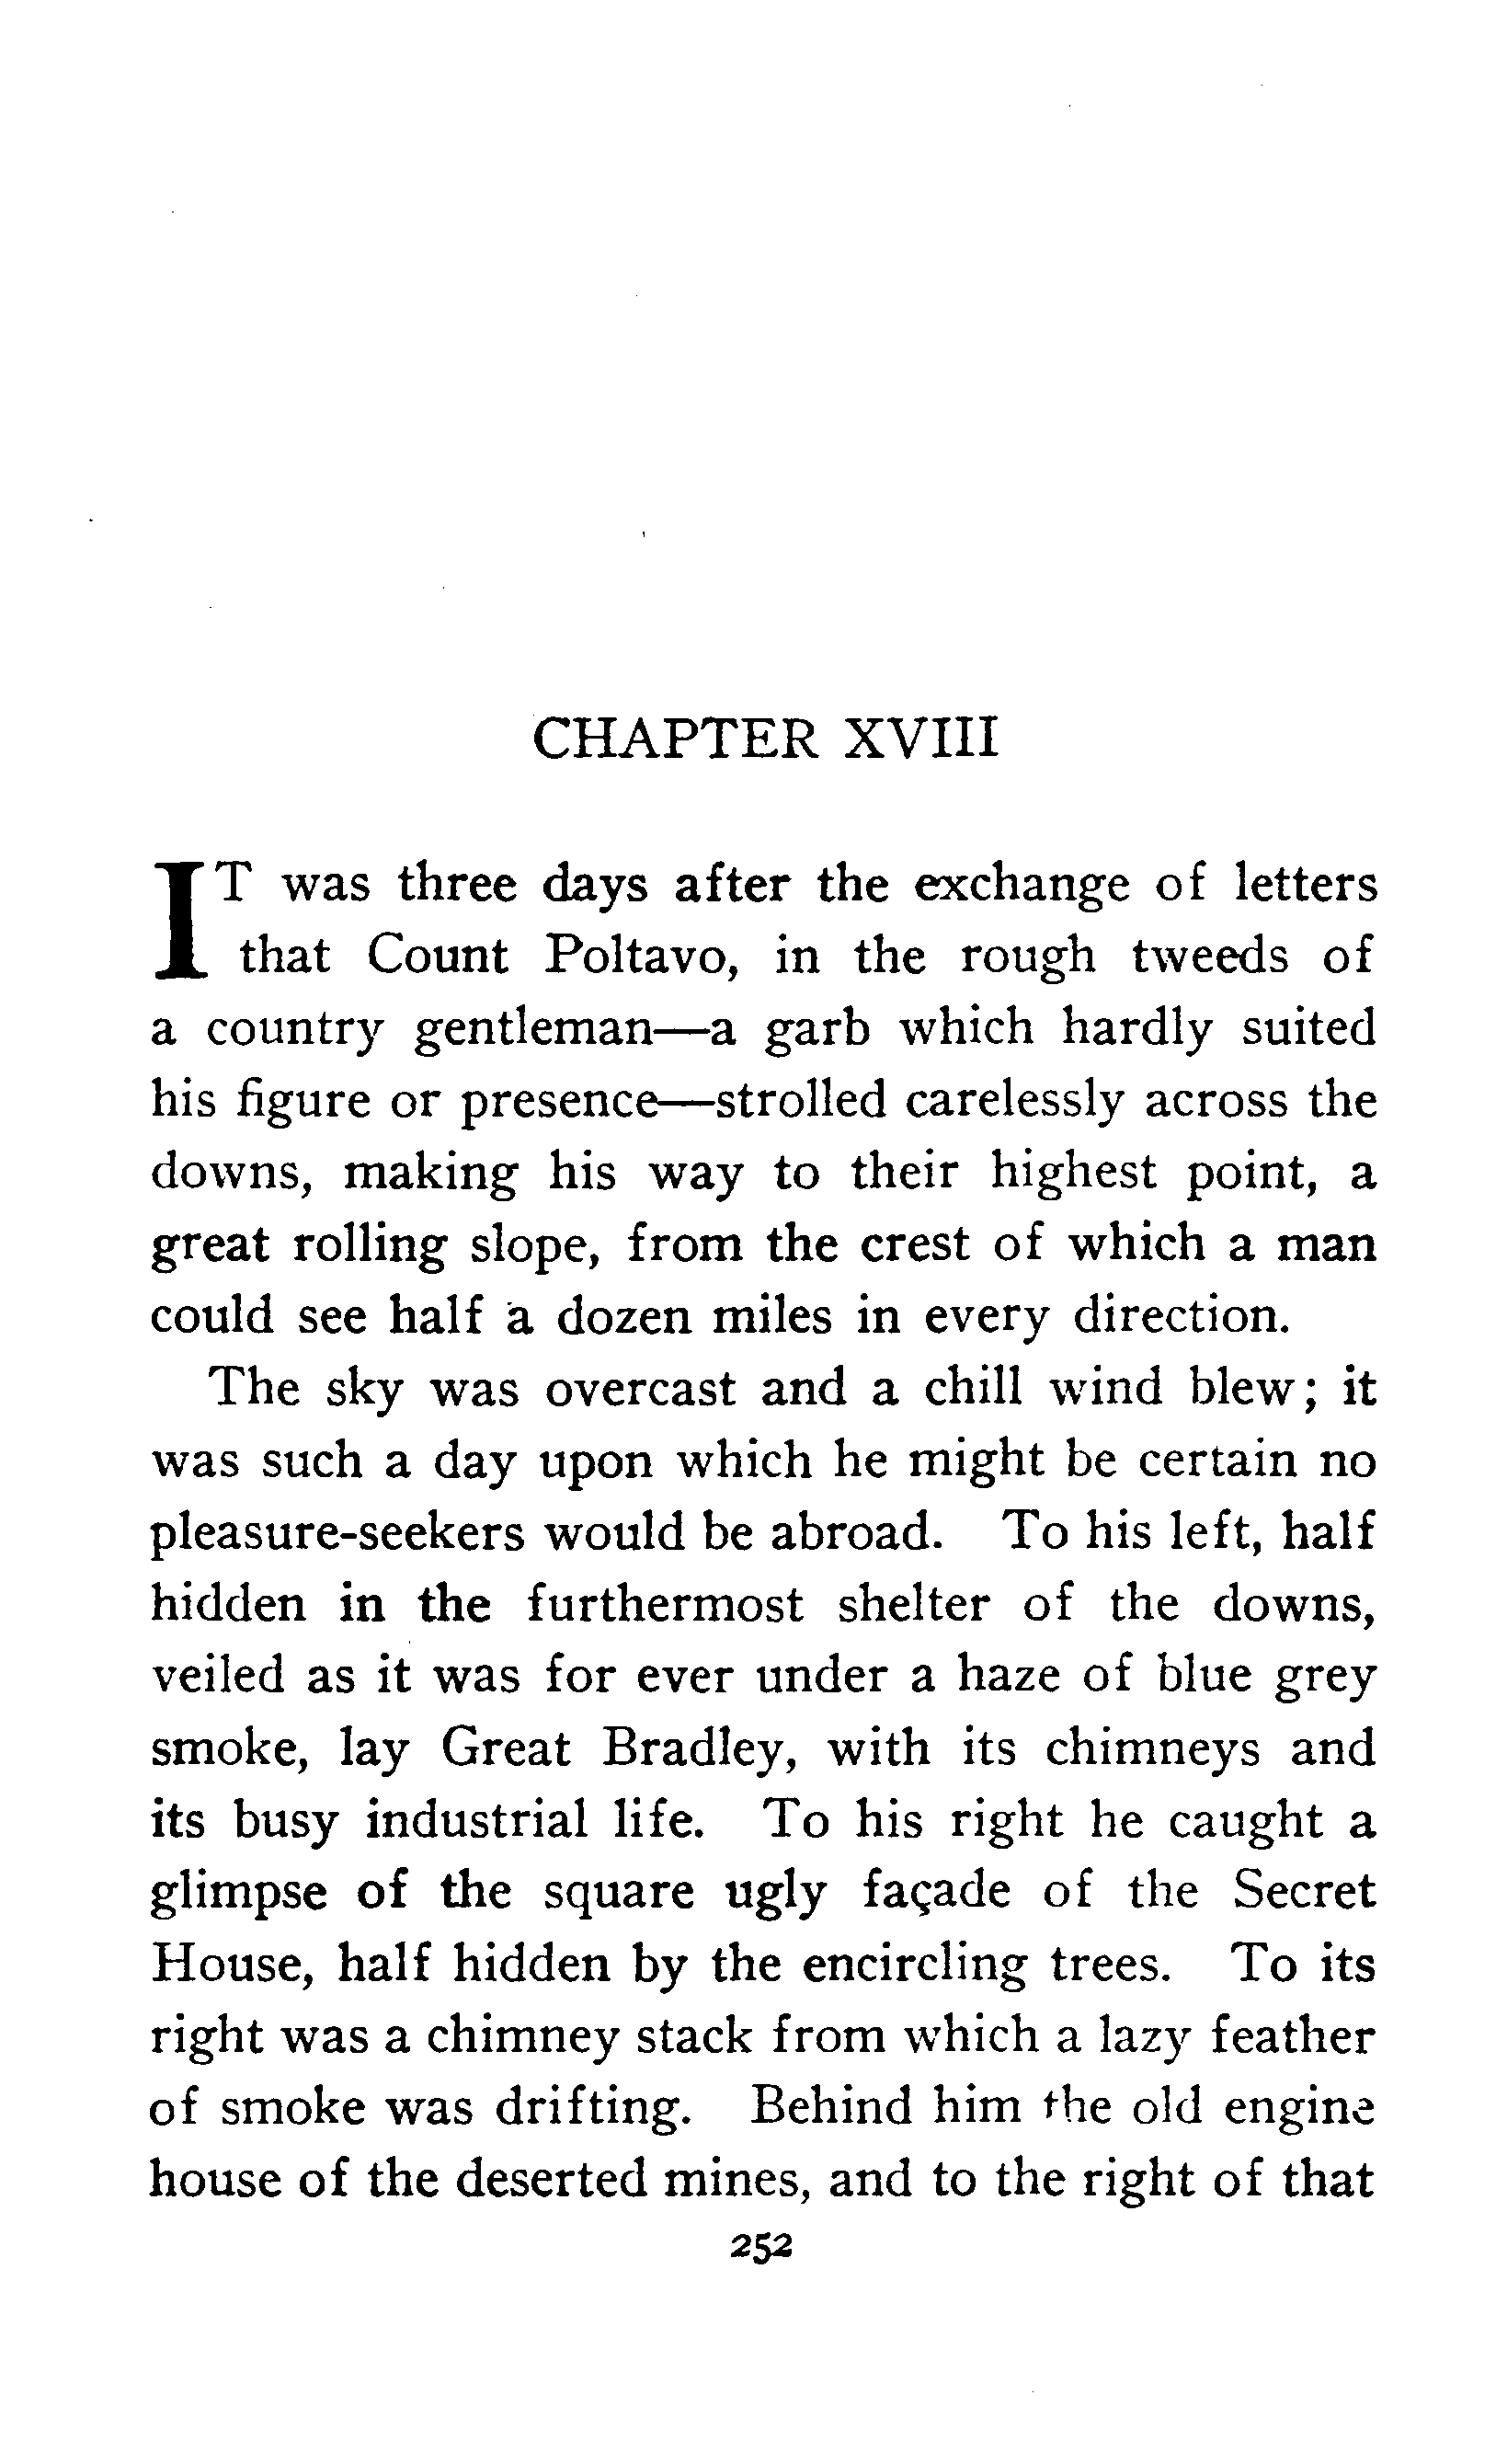 CHAPTER XVIII
IT was three days after the exchange of letters
that Count Poltavo, in the rough tweeds of
a country gentleman—a garb which hardly suited
his figure or presence—strolled carelessly across the
downs, making his way to their highest point, a
great rolling slope, from the crest of which a man
could see half a dozen miles in every direction.
The sky was overcast and a chill wind blew; it
was such a day upon which he might be certain no
pleasure-seekers would be abroad. To his left, half
hidden in the furthermost shelter of the downs,
veiled as it was for ever under a haze of blue grey
smoke, lay Great Bradley, with its chimneys and
its busy industrial life. To his right he caught a
glimpse of the square ugly façade of the Secret
House, half hidden by the encircling trees. To its
right was a chimney stack from which a lazy feather
of smoke was drifting. Behind him the old engine
house of the deserted mines, and to the right of that
252